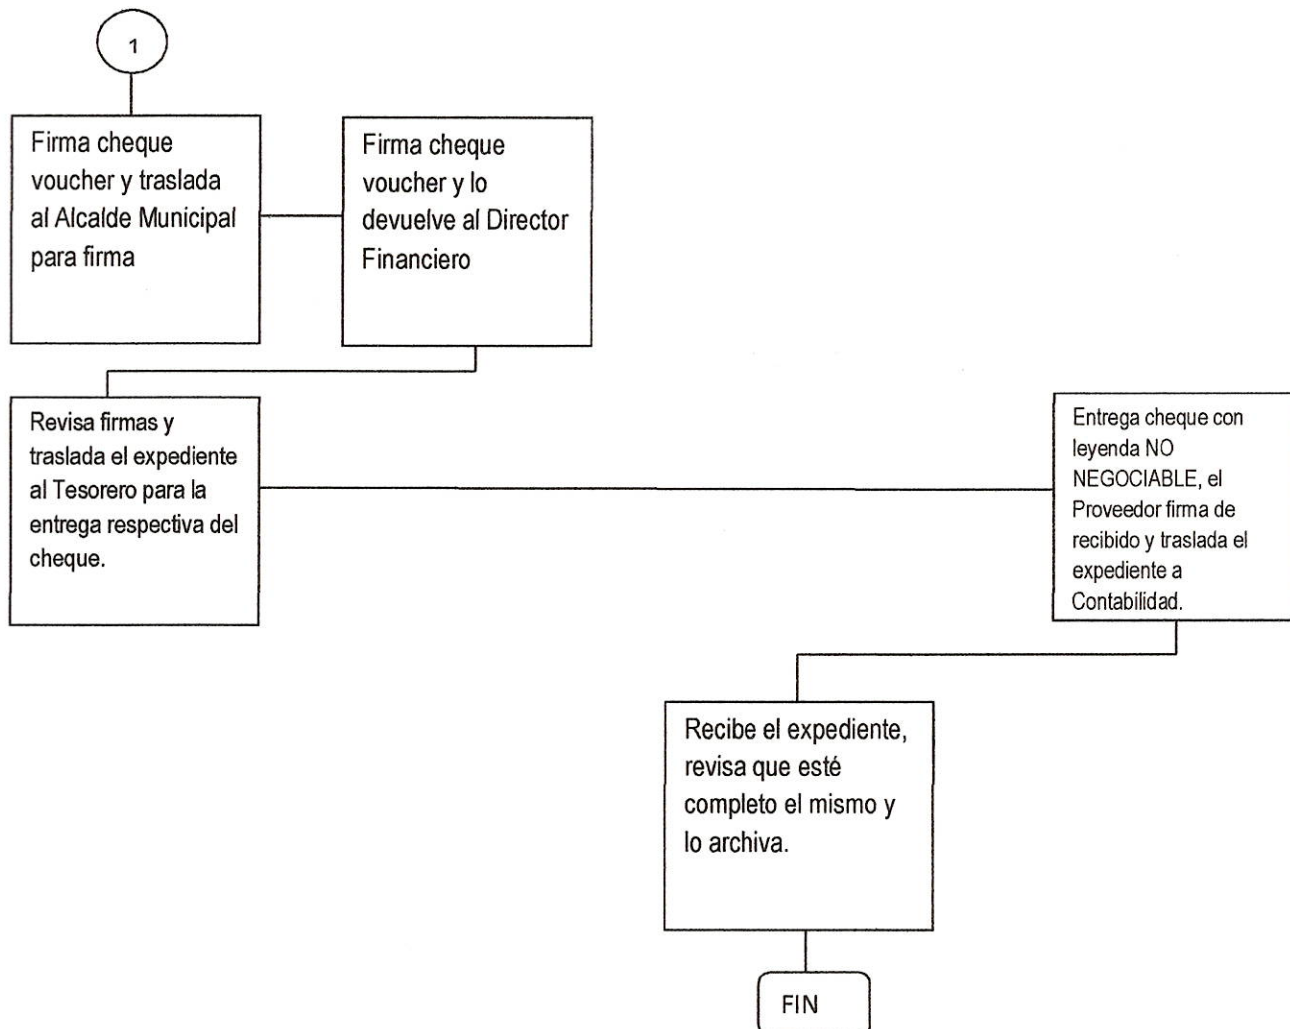 1
Firma cheque
voucher y traslada
al Alcalde Municipal
para firma
Firma cheque
voucher y lo
devuelve al Director
Financiero
Revisa firmas y
traslada el expediente
al Tesorero para la
entrega respectiva del
cheque.
Entrega cheque con
leyenda NO
NEGOCIABLE, el
Proveedor firma de
recibido y traslada el
expediente a
Contabilidad.
Recibe el expediente,
revisa que esté
completo el mismo y
lo archiva.
FIN